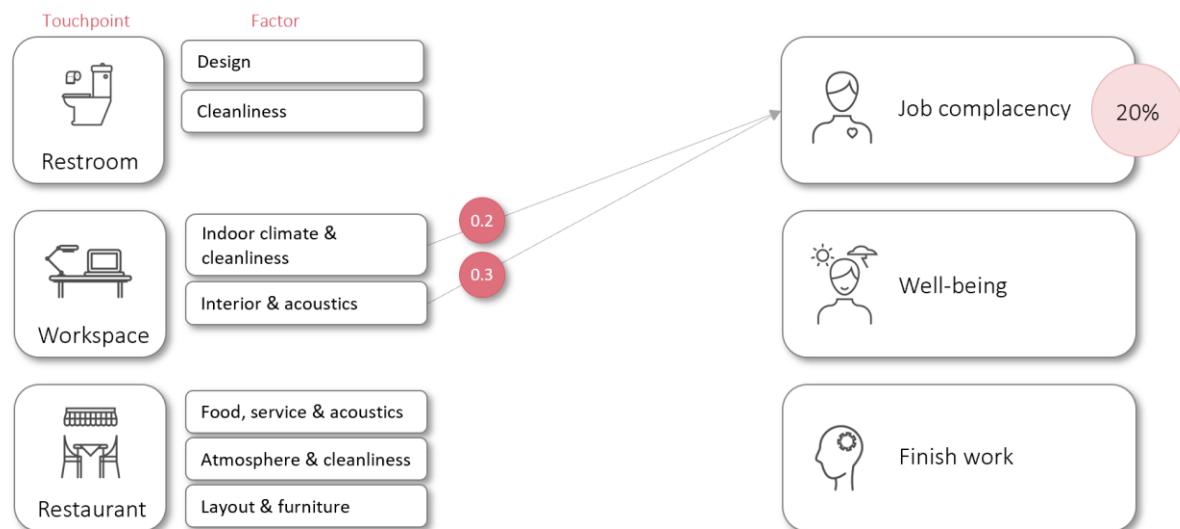 Touchpoint
Factor
Restroom
Design
Cleanliness
Workspace
Indoor climate &
cleanliness
Interior & acoustics
0.2
0.3
Restaurant
Food, service & acoustics
Atmosphere & cleanliness
Layout & furniture
Job complacency
20%
Well-being
Finish work